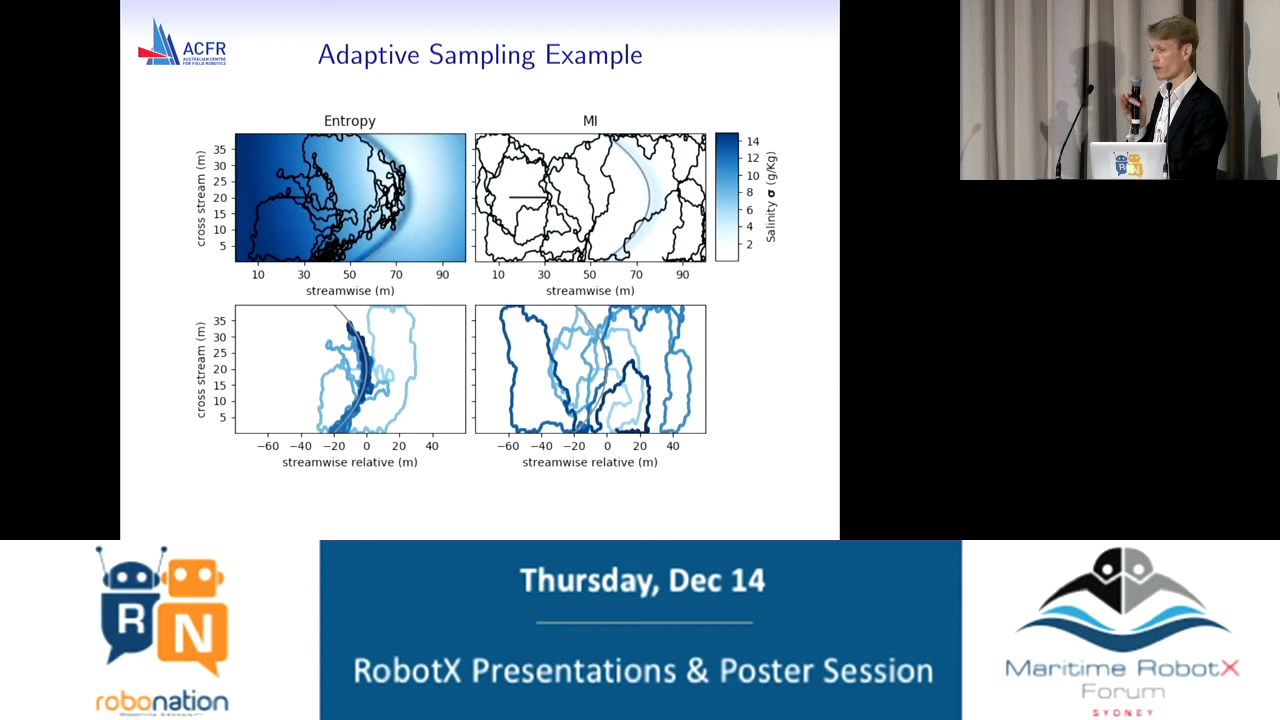 ACFR
AUSTRALIAN CENTRE
FOR FIELD ROBOTICS
Adaptive Sampling Example
Entropy
MI
cross stream (m)
35
30
25
20
15
10
5
10 30 50 70 90
streamwise (m)
10 30 50 70 90
streamwise (m)
14
12
10
8
6
4
2
Salinity σ (g/Kg)
cross stream (m)
35
30
25
20
15
10
5
−60 −40 −20 0 20 40
streamwise relative (m)
−60 −40 −20 0 20 40
streamwise relative (m)
R N
R N
robonation
Thursday, Dec 14
RobotX Presentations & Poster Session
Maritime RobotX
Forum
SYDNEY